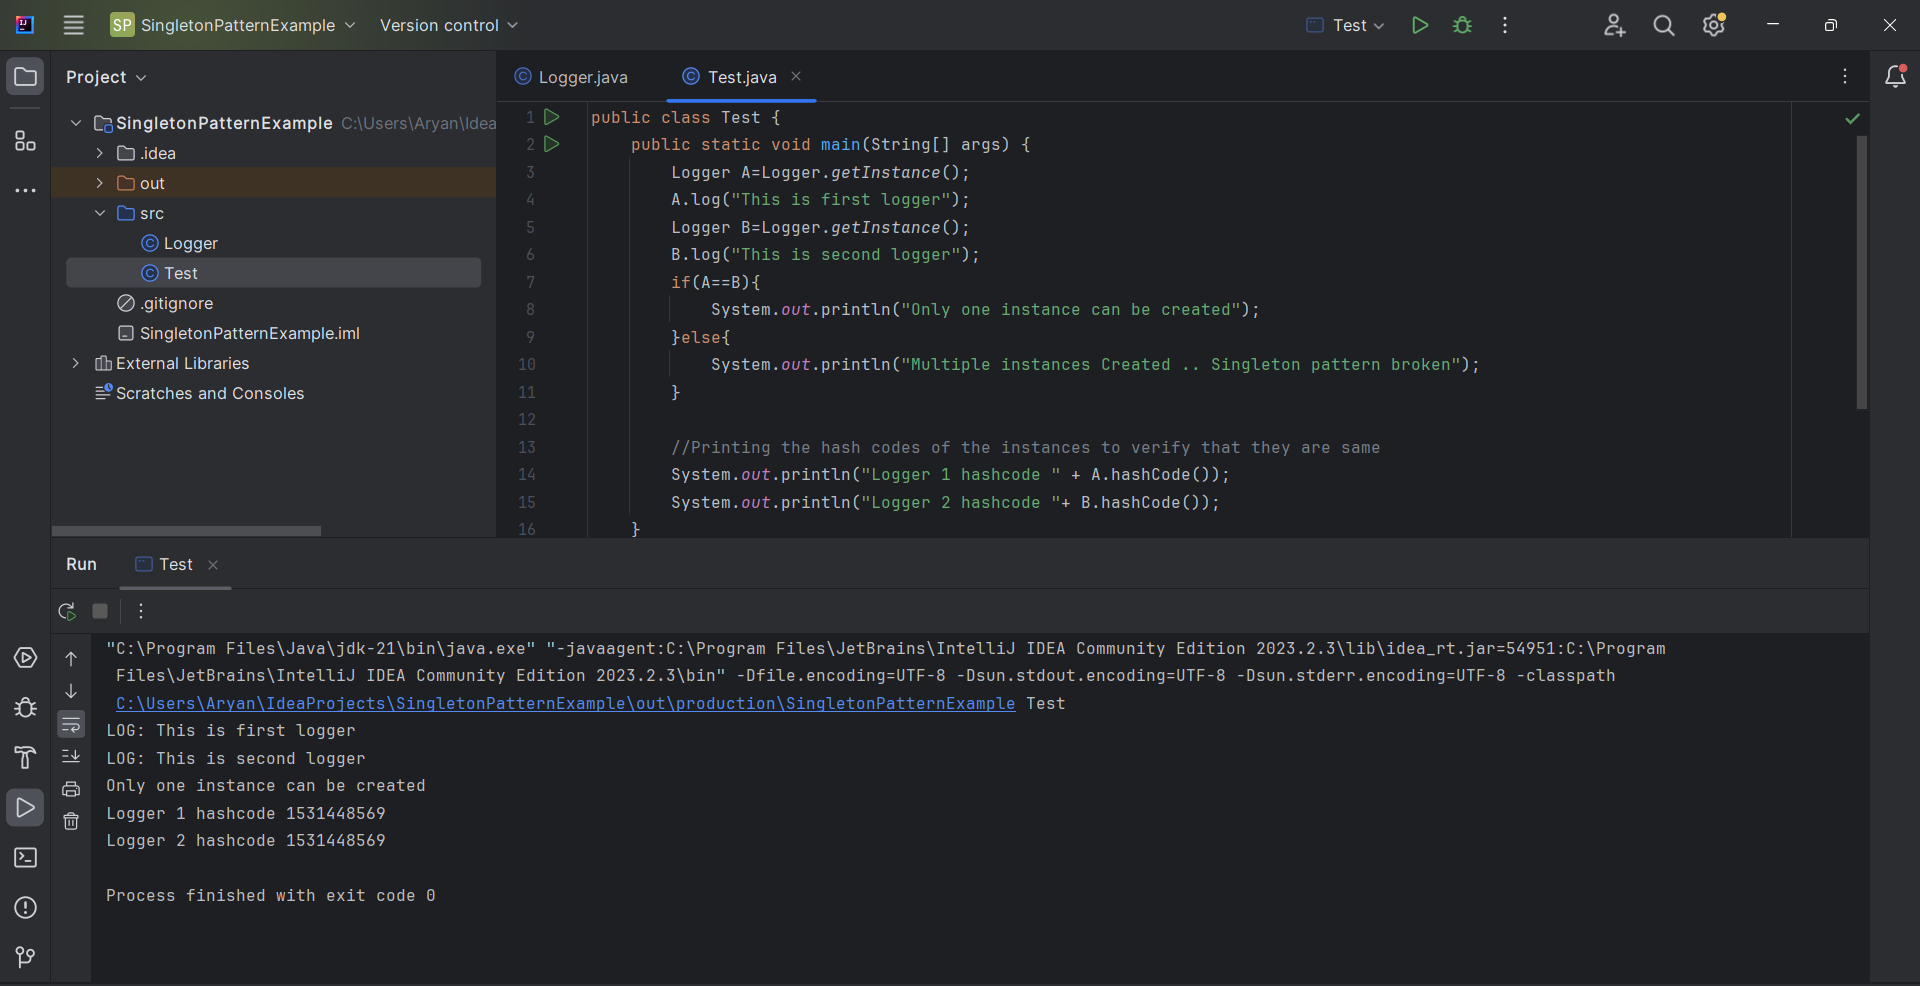 SP SingletonPatternExample Version control Test
Project
SingletonPatternExample C:\Users\Aryan\Idea
.idea
out
src
Logger
Test
.gitignore
SingletonPatternExample.iml
External Libraries
Scratches and Consoles
Logger.java Test.java
1 public class Test {
2 public static void main(String[] args) {
3 Logger A=Logger.getInstance();
4 A.log("This is first logger");
5 Logger B=Logger.getInstance();
6 B.log("This is second logger");
7 if(A==B){
8 System.out.println("Only one instance can be created");
9 }else{
10 System.out.println("Multiple instances Created .. Singleton pattern broken");
11 }
12
13 //Printing the hash codes of the instances to verify that they are same
14 System.out.println("Logger 1 hashcode " + A.hashCode());
15 System.out.println("Logger 2 hashcode "+ B.hashCode());
16 }
Run Test
"C:\Program Files\Java\jdk-21\bin\java.exe" "-javaagent:C:\Program Files\JetBrains\IntelliJ IDEA Community Edition 2023.2.3\lib\idea_rt.jar=54951:C:\Program
Files\JetBrains\IntelliJ IDEA Community Edition 2023.2.3\bin" -Dfile.encoding=UTF-8 -Dsun.stdout.encoding=UTF-8 -Dsun.stderr.encoding=UTF-8 -classpath
C:\Users\Aryan\IdeaProjects\SingletonPatternExample\out\production\SingletonPatternExample Test
LOG: This is first logger
LOG: This is second logger
Only one instance can be created
Logger 1 hashcode 1531448569
Logger 2 hashcode 1531448569
Process finished with exit code 0